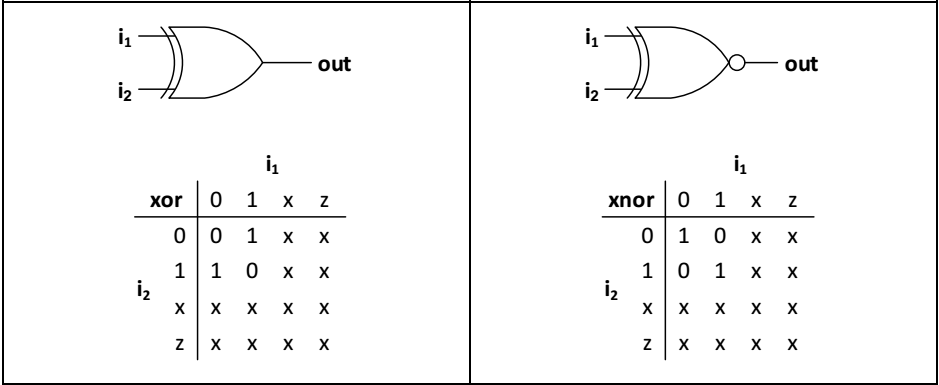 i₁
out
i₂
i₁
xor 0 1 x z
0 0 1 x x
1 1 0 x x
i₂
x x x x x
z x x x x
i₁
out
i₂
i₁
xnor 0 1 x z
0 1 0 x x
1 0 1 x x
i₂
x x x x x
z x x x x